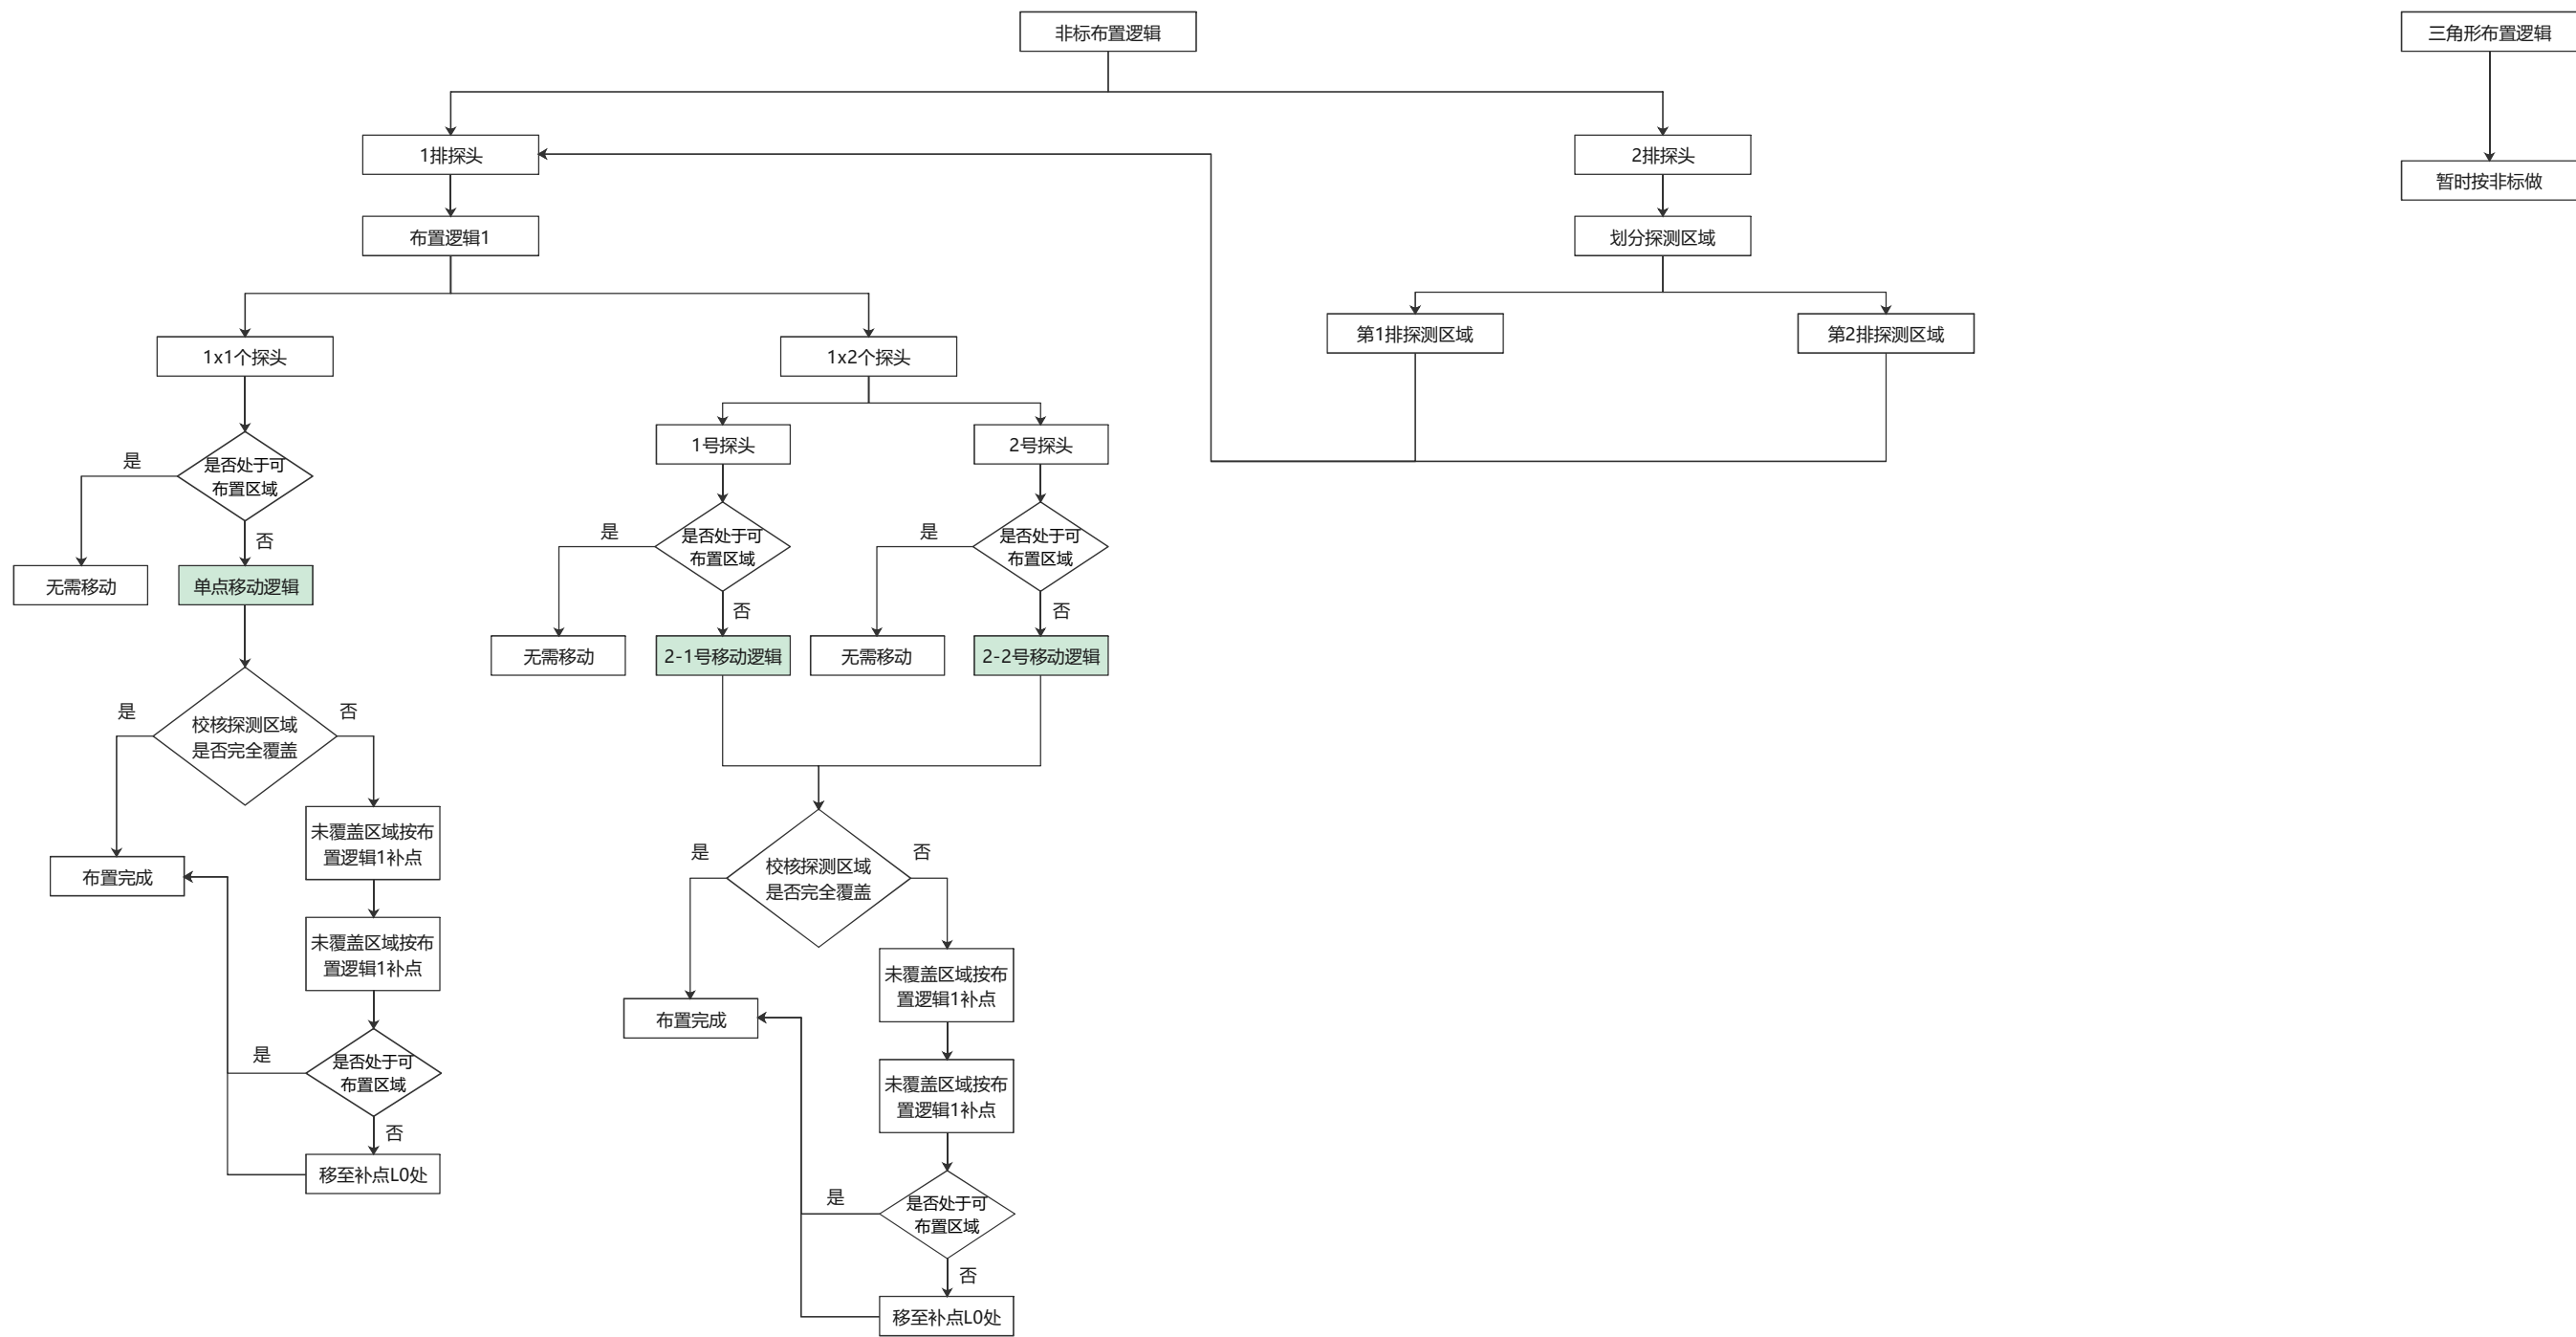 非标布置逻辑
三角形布置逻辑
1排探头
2排探头
暂时按非标做
布置逻辑1
划分探测区域
第1排探测区域
第2排探测区域
1x1个探头
1x2个探头
1号探头
2号探头
是
是否处于可
布置区域
否
无需移动
单点移动逻辑
是
是否处于可
布置区域
否
无需移动
2-1号移动逻辑
是
是否处于可
布置区域
否
无需移动
2-2号移动逻辑
是
校核探测区域
是否完全覆盖
否
未覆盖区域按布
置逻辑1补点
布置完成
未覆盖区域按布
置逻辑1补点
是
是否处于可
布置区域
否
移至补点L0处
是
校核探测区域
是否完全覆盖
否
未覆盖区域按布
置逻辑1补点
布置完成
未覆盖区域按布
置逻辑1补点
是
是否处于可
布置区域
否
移至补点L0处